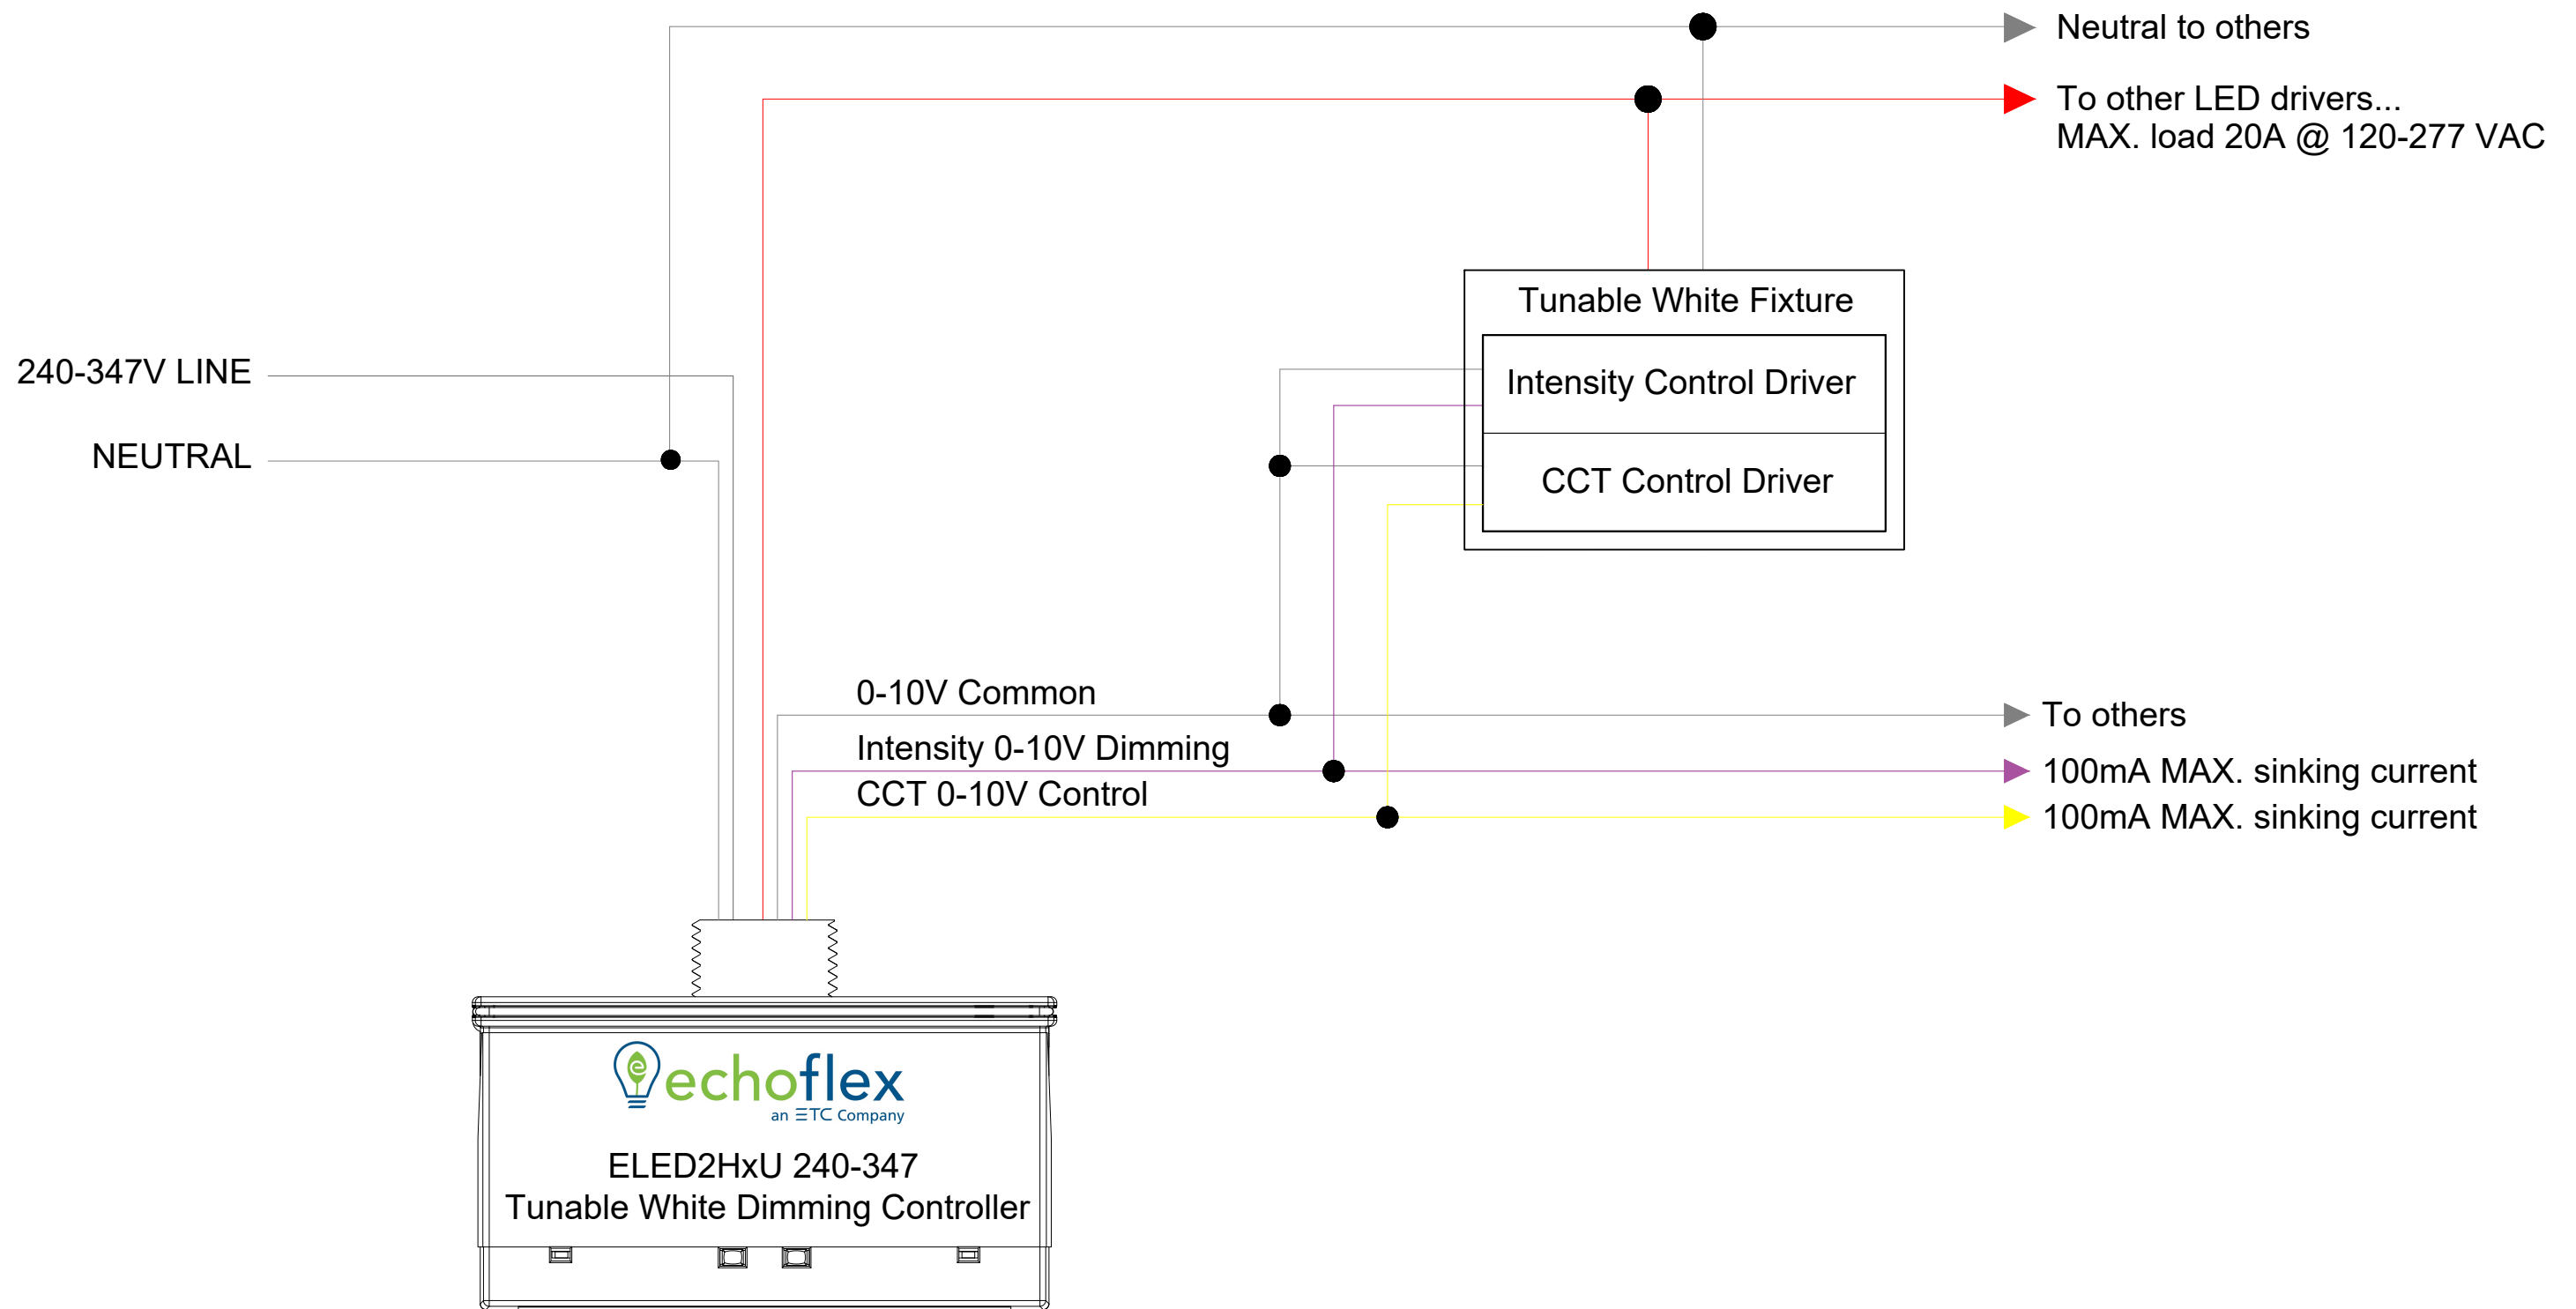 Neutral to others
To other LED drivers...
MAX. load 20A @ 120-277 VAC
Tunable White Fixture
240-347V LINE
Intensity Control Driver
NEUTRAL
CCT Control Driver
0-10V Common
To others
Intensity 0-10V Dimming
100mA MAX. sinking current
CCT 0-10V Control
100mA MAX. sinking current
e echoflex
an ETC Company
ELED2HxU 240-347
Tunable White Dimming Controller